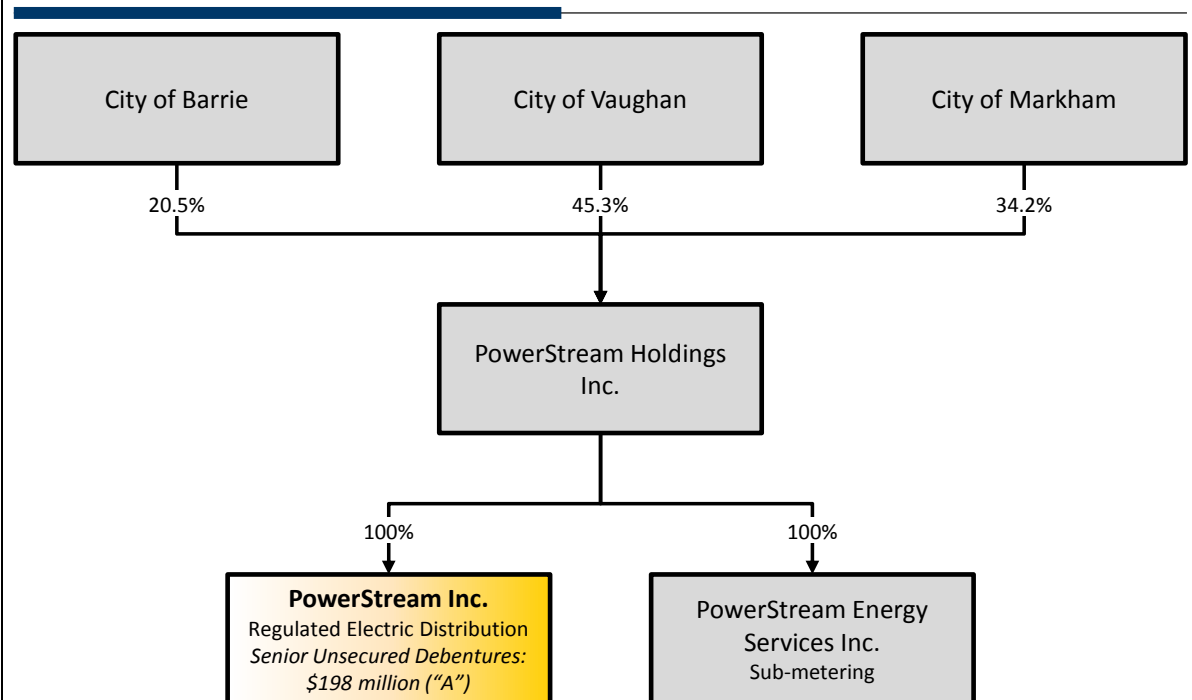 City of Barrie
City of Vaughan
City of Markham
20.5%
45.3%
34.2%
PowerStream Holdings
Inc.
100%
100%
PowerStream Inc.
Regulated Electric Distribution
Senior Unsecured Debentures:
$198 million (“A”)
PowerStream Energy
Services Inc.
Sub-metering